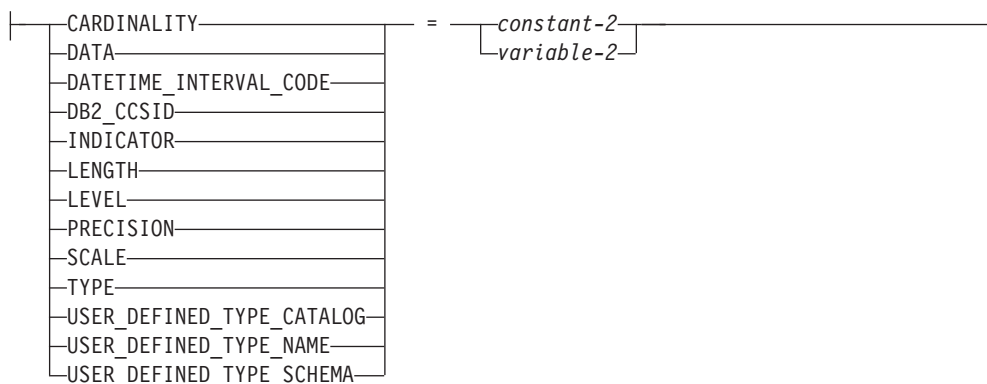 CARDINALITY = constant-2
DATA variable-2
DATETIME_INTERVAL_CODE
DB2_CCSID
INDICATOR
LENGTH
LEVEL
PRECISION
SCALE
TYPE
USER_DEFINED_TYPE_CATALOG
USER_DEFINED_TYPE_NAME
USER_DEFINED_TYPE_SCHEMA